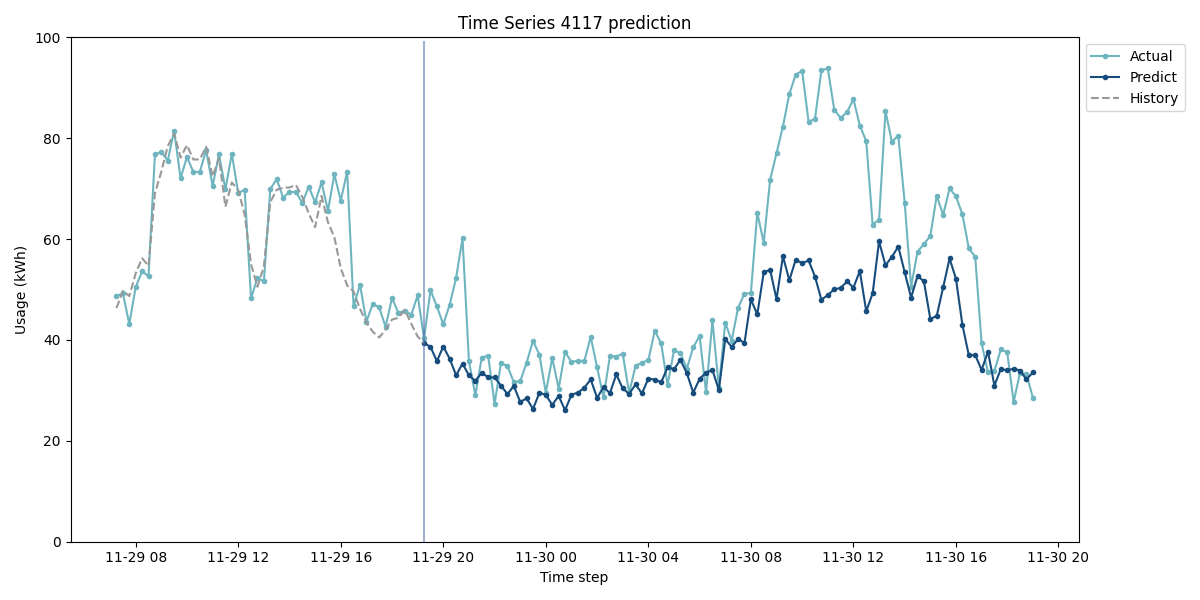 Time Series 4117 prediction
100
80
60
40
20
0
Usage (kWh)
11-29 08
11-29 12
11-29 16
11-29 20
11-30 00
11-30 04
11-30 08
11-30 12
11-30 16
11-30 20
Time step
Actual
Predict
History